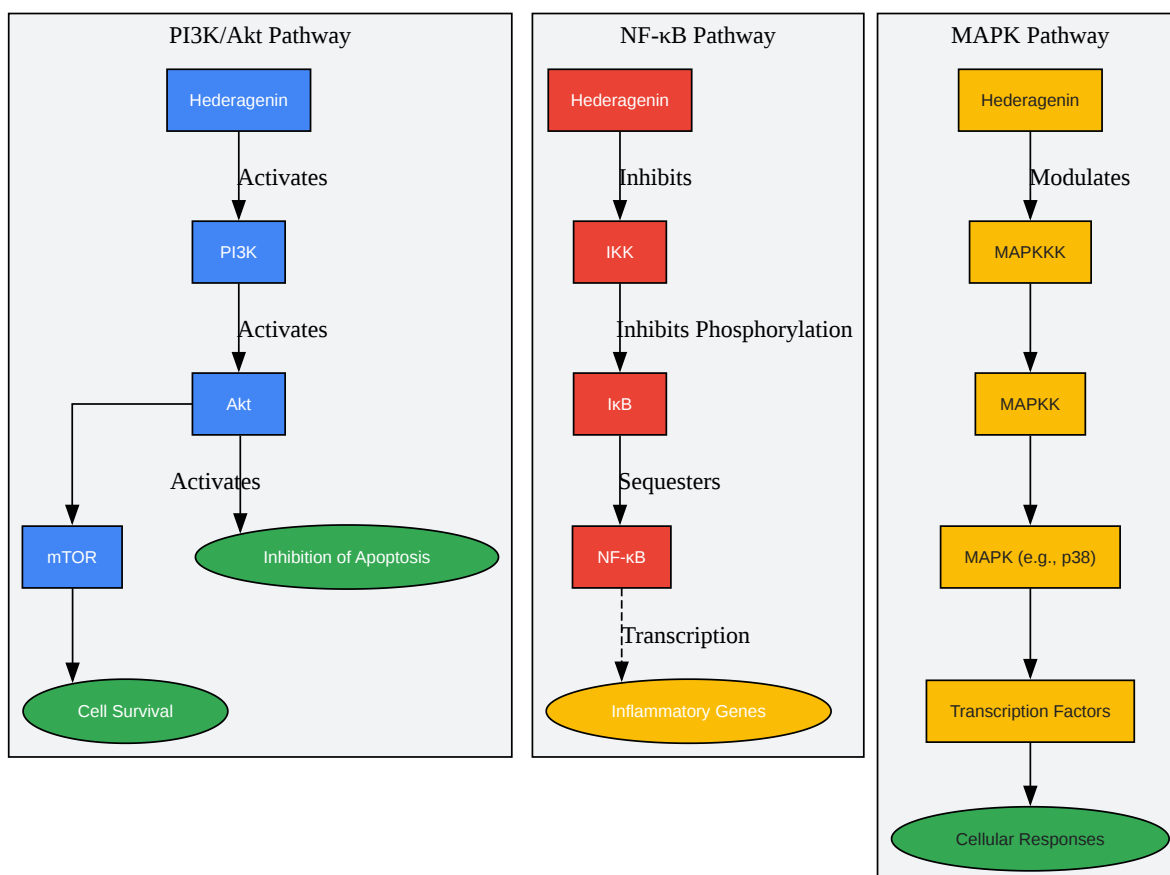 PI3K/Akt Pathway
Hederagenin
Activates
PI3K
Activates
Akt
Activates
mTOR
Inhibition of Apoptosis
Cell Survival
NF-κB Pathway
Hederagenin
Inhibits
IKK
Inhibits Phosphorylation
IκB
Sequesters
NF-κB
Transcription
Inflammatory Genes
MAPK Pathway
Hederagenin
Modulates
MAPKKK
MAPKK
MAPK (e.g., p38)
Transcription Factors
Cellular Responses